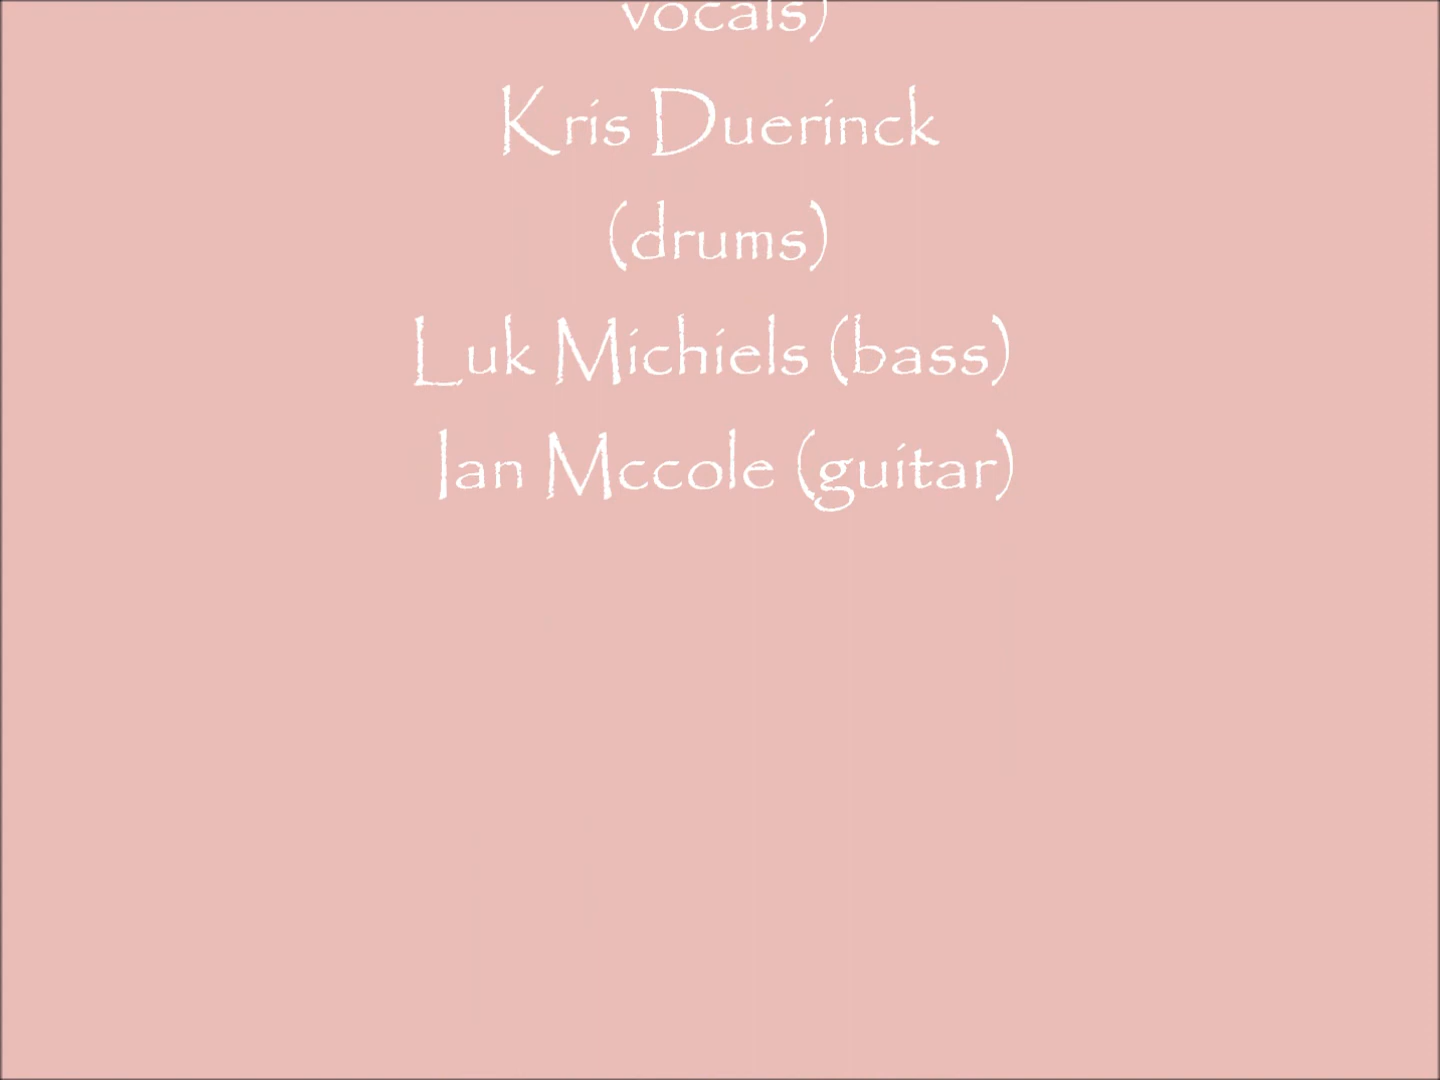 vocals)
Kris Duerinck
(drums)
Luk Michiels (bass)
Ian Mccole (guitar)